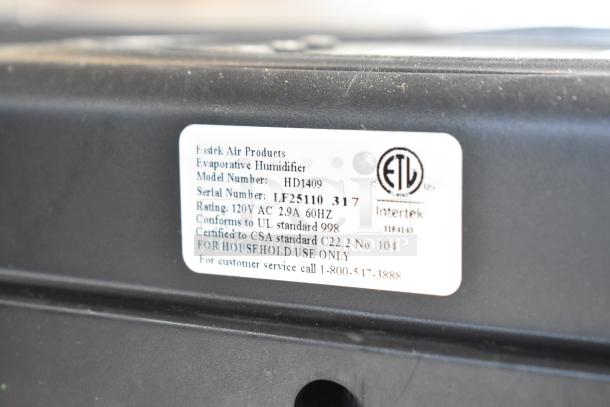 Esstek Air Products
Evaporative Humidifier
Model Number: HD1409
Serial Number: LF25110 317
Rating: 120V AC 2.9A 60HZ
Conforms to UL standard 998
Certified to CSA standard C22.2 No 104
FOR HOUSEHOLD USE ONLY
For customer service call 1-800-547-3888
ETL
Intertek
3154143